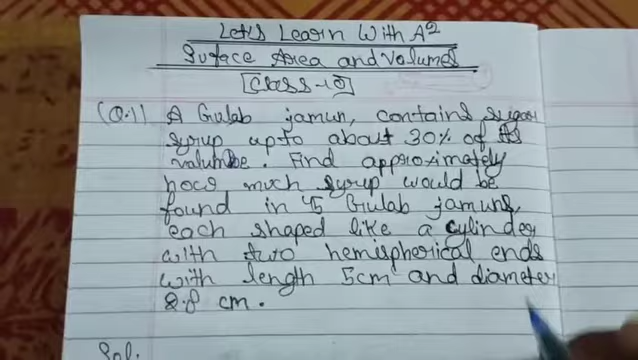 Let's Learn With A²
Surface Area and Volumes
[Class-10]
(Q.1) A Gulab jamun, contains sugar
syrup upto about 30% of its
volumbe. Find approximately
how much syrup would be
found in 45 Gulab jamuns,
each shaped like a cylinder
with two hemispherical ends
with length 5cm and diameter
2.8 cm.
Sol.